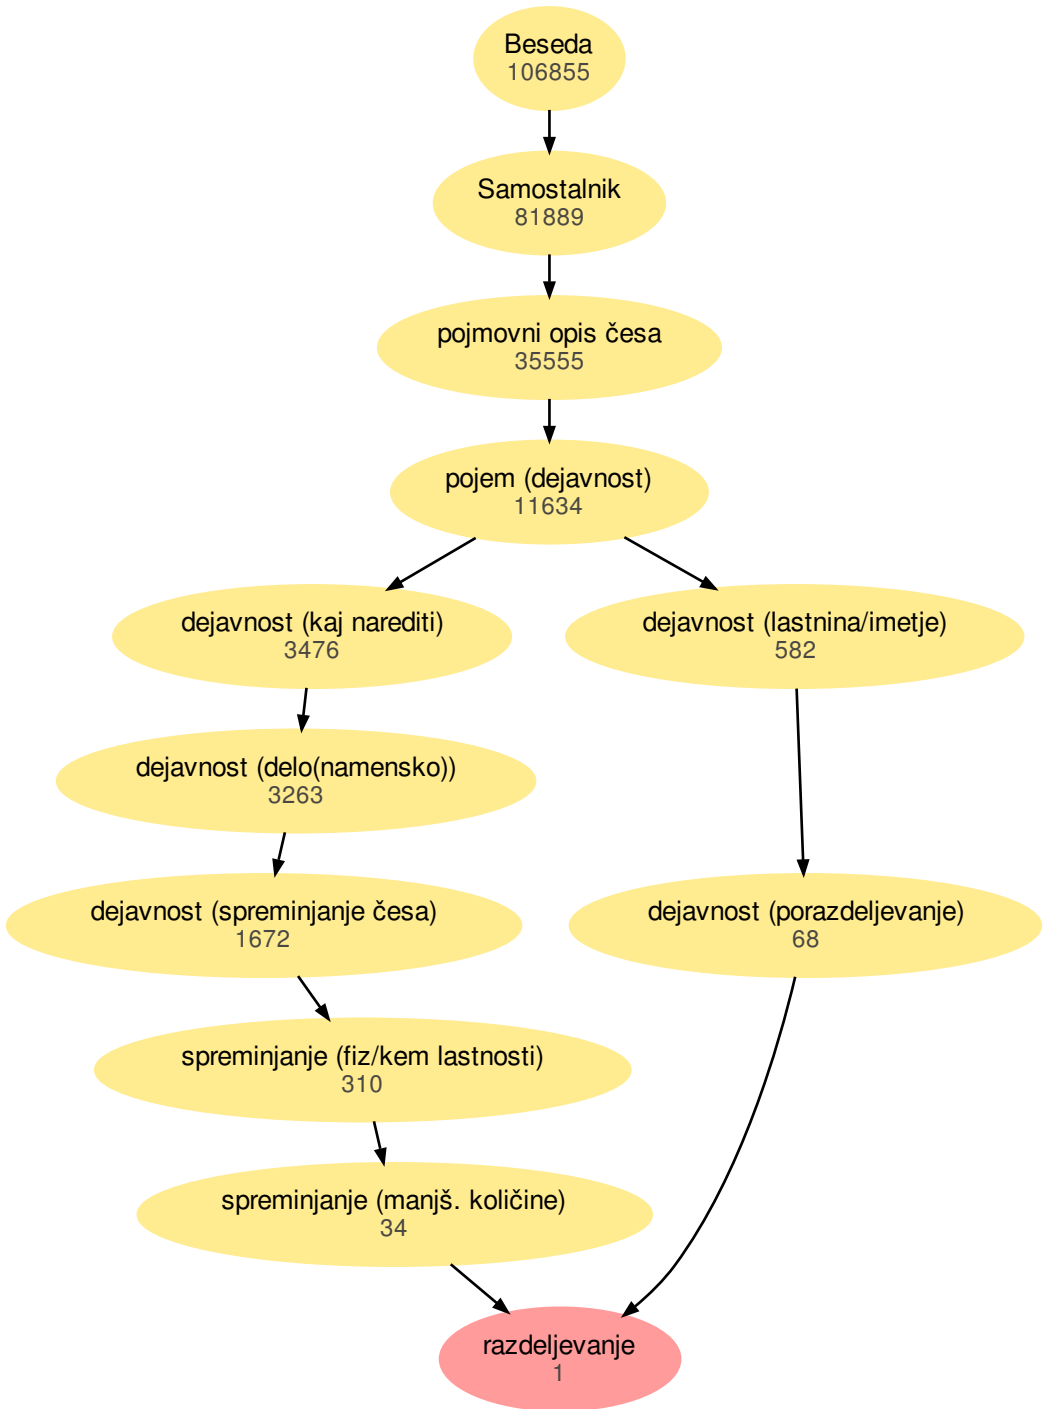 Beseda
106855
Samostalnik
81889
pojmovni opis česa
35555
pojem (dejavnost)
11634
dejavnost (kaj narediti)
3476
dejavnost (lastnina/imetje)
582
dejavnost (delo(namensko))
3263
dejavnost (spreminjanje česa)
1672
dejavnost (porazdeljevanje)
68
spreminjanje (fiz/kem lastnosti)
310
spreminjanje (manjš. količine)
34
razdeljevanje
1